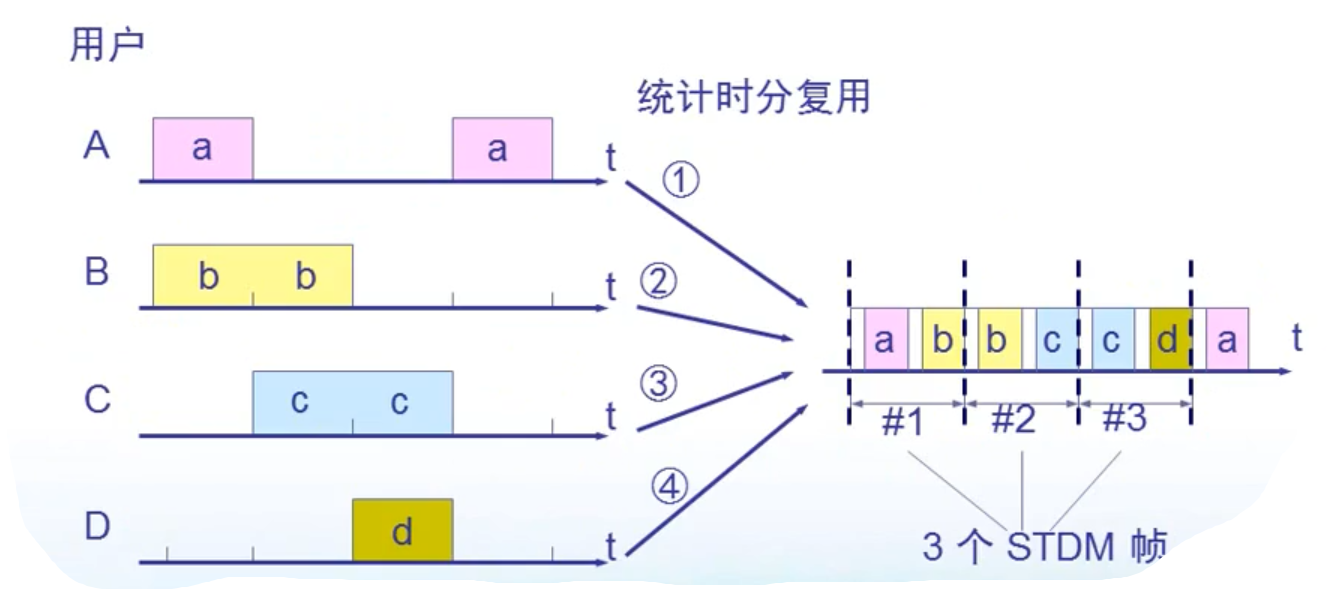 用户
统计时分复用
A a a t ①
B b b t ②
C c c t ③
D d t ④
a b b c c d a t
#1 #2 #3
3 个 STDM 帧